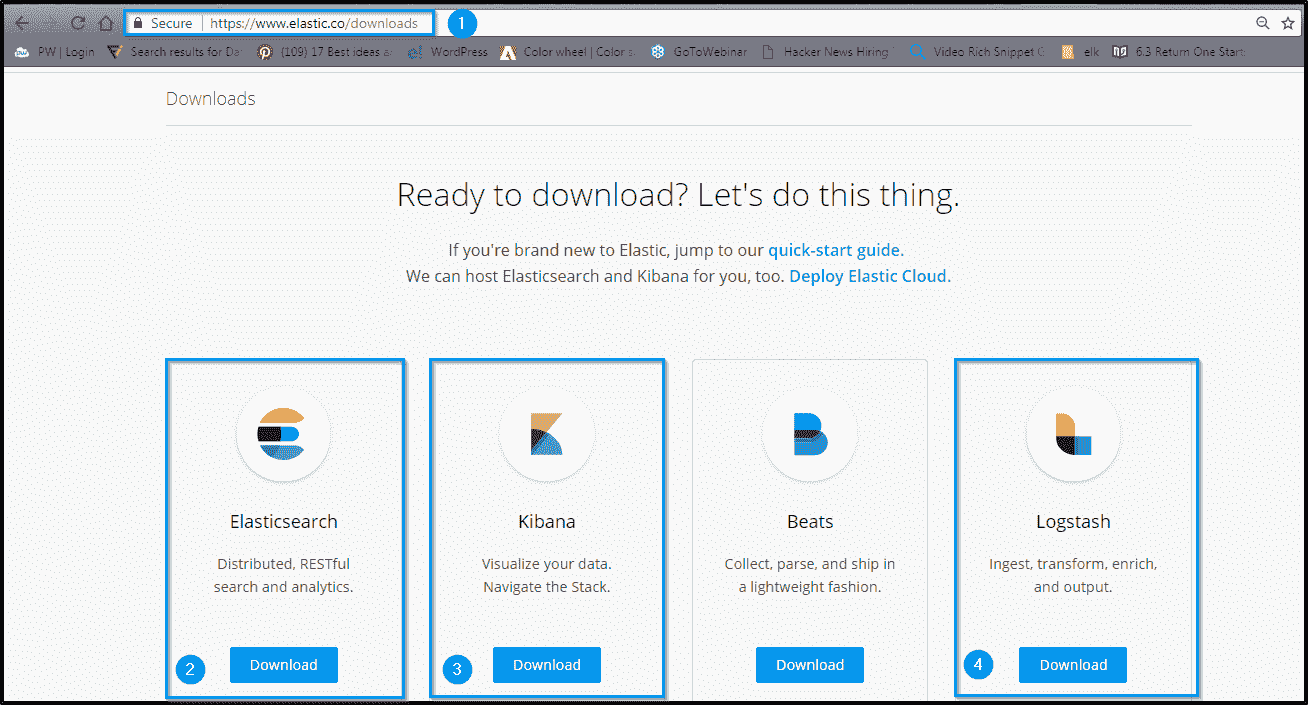 Secure https://www.elastic.co/downloads 1
PW | Login Search results for Da (109) 17 Best ideas a WordPress Color wheel | Color s GoToWebinar Hacker News Hiring Video Rich Snippet G elk 6.3 Return One Start
Downloads
Ready to download? Let's do this thing.
If you're brand new to Elastic, jump to our quick-start guide.
We can host Elasticsearch and Kibana for you, too. Deploy Elastic Cloud.
Elasticsearch
Distributed, RESTful
search and analytics.
2 Download
Kibana
Visualize your data.
Navigate the Stack.
3 Download
Beats
Collect, parse, and ship in
a lightweight fashion.
Download
Logstash
Ingest, transform, enrich,
and output.
4 Download